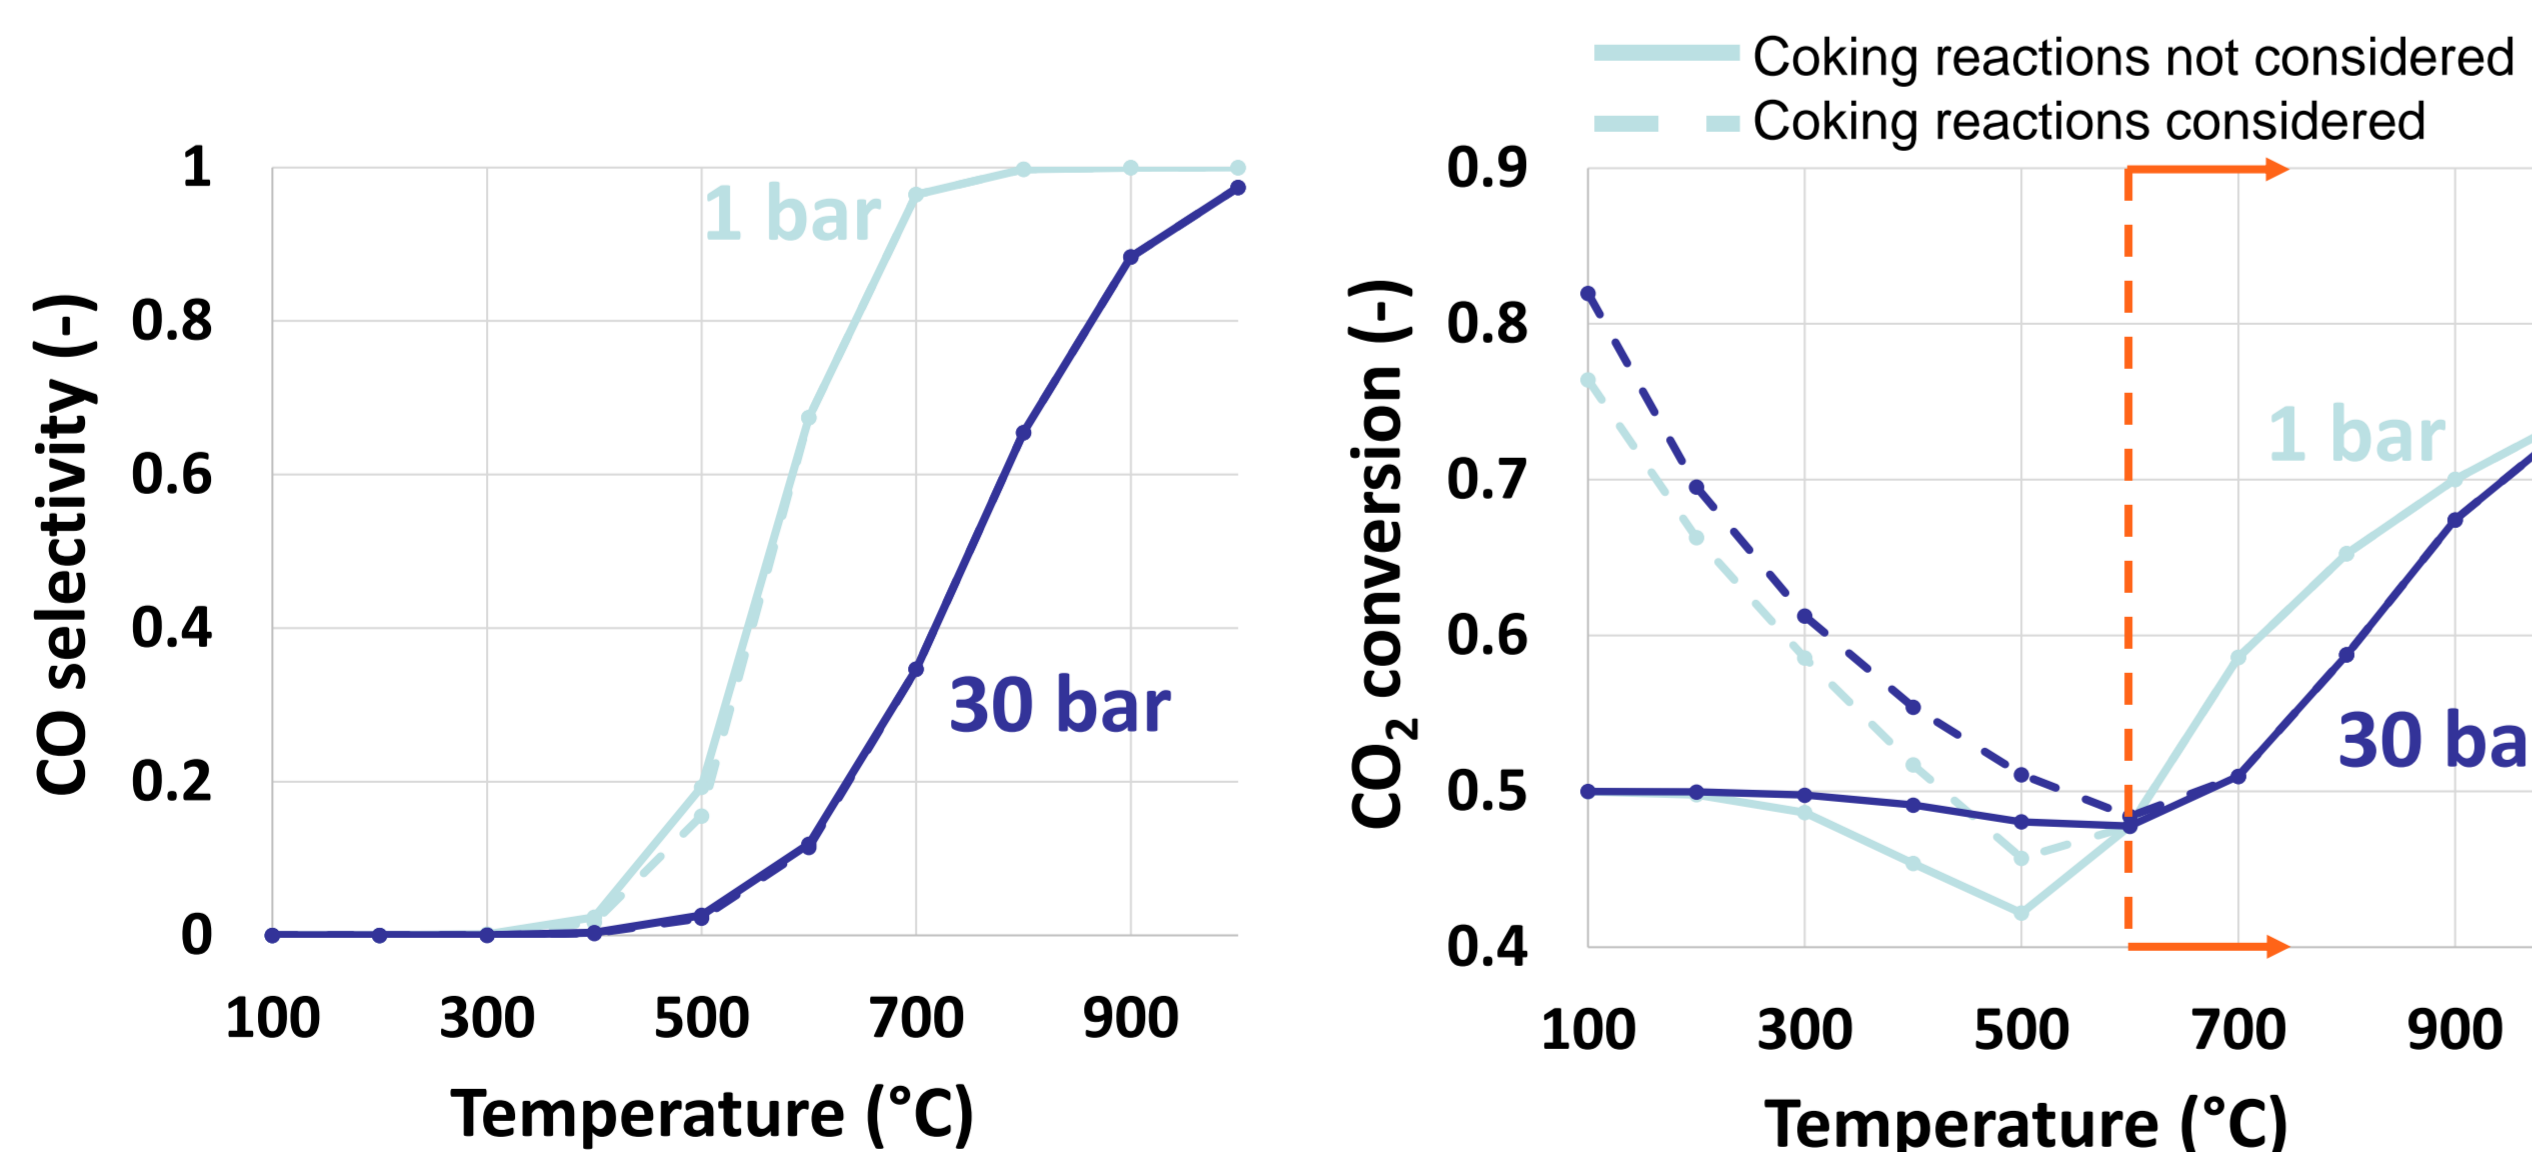 CO selectivity (-)
1
0.8
0.6
0.4
0.2
0
1 bar
30 bar
100 300 500 700 900
Temperature (°C)
Coking reactions not considered
Coking reactions considered
CO₂ conversion (-)
0.9
0.8
0.7
0.6
0.5
0.4
1 bar
30 ba
100 300 500 700 900
Temperature (°C)